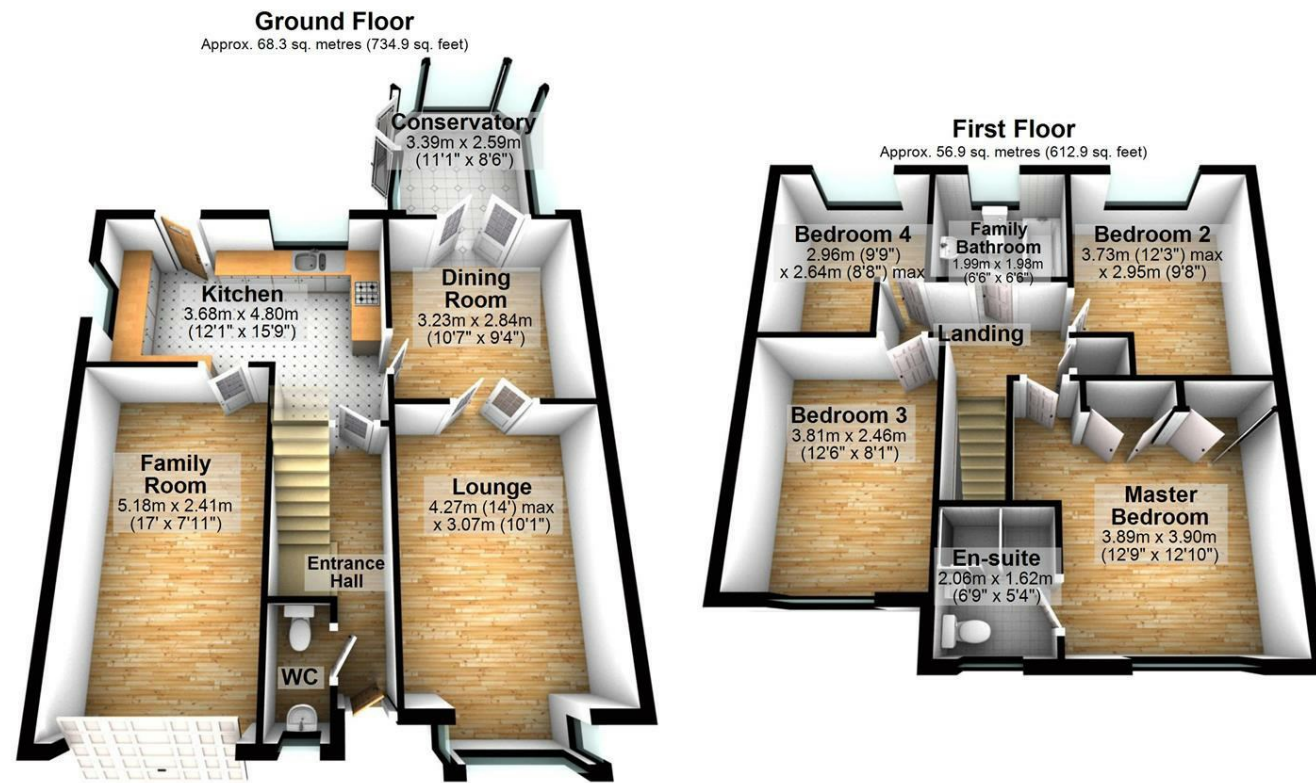 Ground Floor
Approx. 68.3 sq. metres (734.9 sq. feet)
Conservatory
3.39m x 2.59m
(11'1" x 8'6")
Kitchen
3.68m x 4.80m
(12'1" x 15'9")
Dining
Room
3.23m x 2.84m
(10'7" x 9'4")
Family
Room
5.18m x 2.41m
(17' x 7'11")
Lounge
4.27m (14') max
x 3.07m (10'1")
Entrance
Hall
WC
First Floor
Approx. 56.9 sq. metres (612.9 sq. feet)
Bedroom 4
2.96m (9'9")
x 2.64m (8'8") max
Family
Bathroom
1.99m x 1.98m
(6'6" x 6'6")
Bedroom 2
3.73m (12'3") max
x 2.95m (9'8")
Landing
Bedroom 3
3.81m x 2.46m
(12'6" x 8'1")
Master
Bedroom
3.89m x 3.90m
(12'9" x 12'10")
En-suite
2.06m x 1.62m
(6'9" x 5'4")